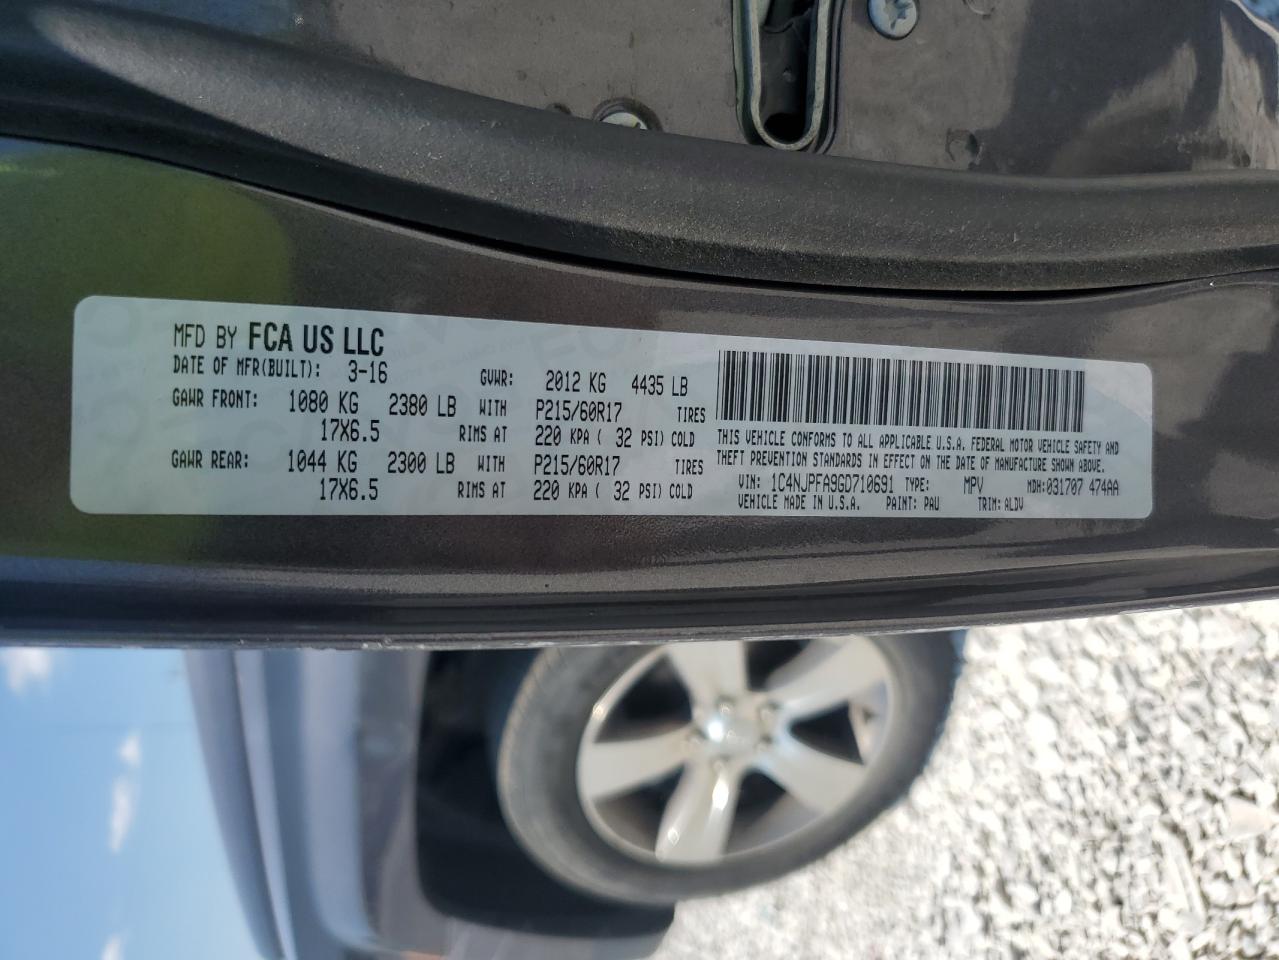 MFD BY FCA US LLC
DATE OF MFR(BUILT): 3-16 GVWR: 2012 KG 4435 LB
GAWR FRONT: 1080 KG 2380 LB WITH P215/60R17 TIRES
17X6.5 RIMS AT 220 KPA ( 32 PSI) COLD
GAWR REAR: 1044 KG 2300 LB WITH P215/60R17 TIRES
17X6.5 RIMS AT 220 KPA ( 32 PSI) COLD
THIS VEHICLE CONFORMS TO ALL APPLICABLE U.S.A. FEDERAL MOTOR VEHICLE SAFETY AND
THEFT PREVENTION STANDARDS IN EFFECT ON THE DATE OF MANUFACTURE SHOWN ABOVE.
VIN: 1C4NJPFA9GD710691 TYPE: MPV MDH:031707 474AA
VEHICLE MADE IN U.S.A. PAINT: PAU TRIM: ALDV